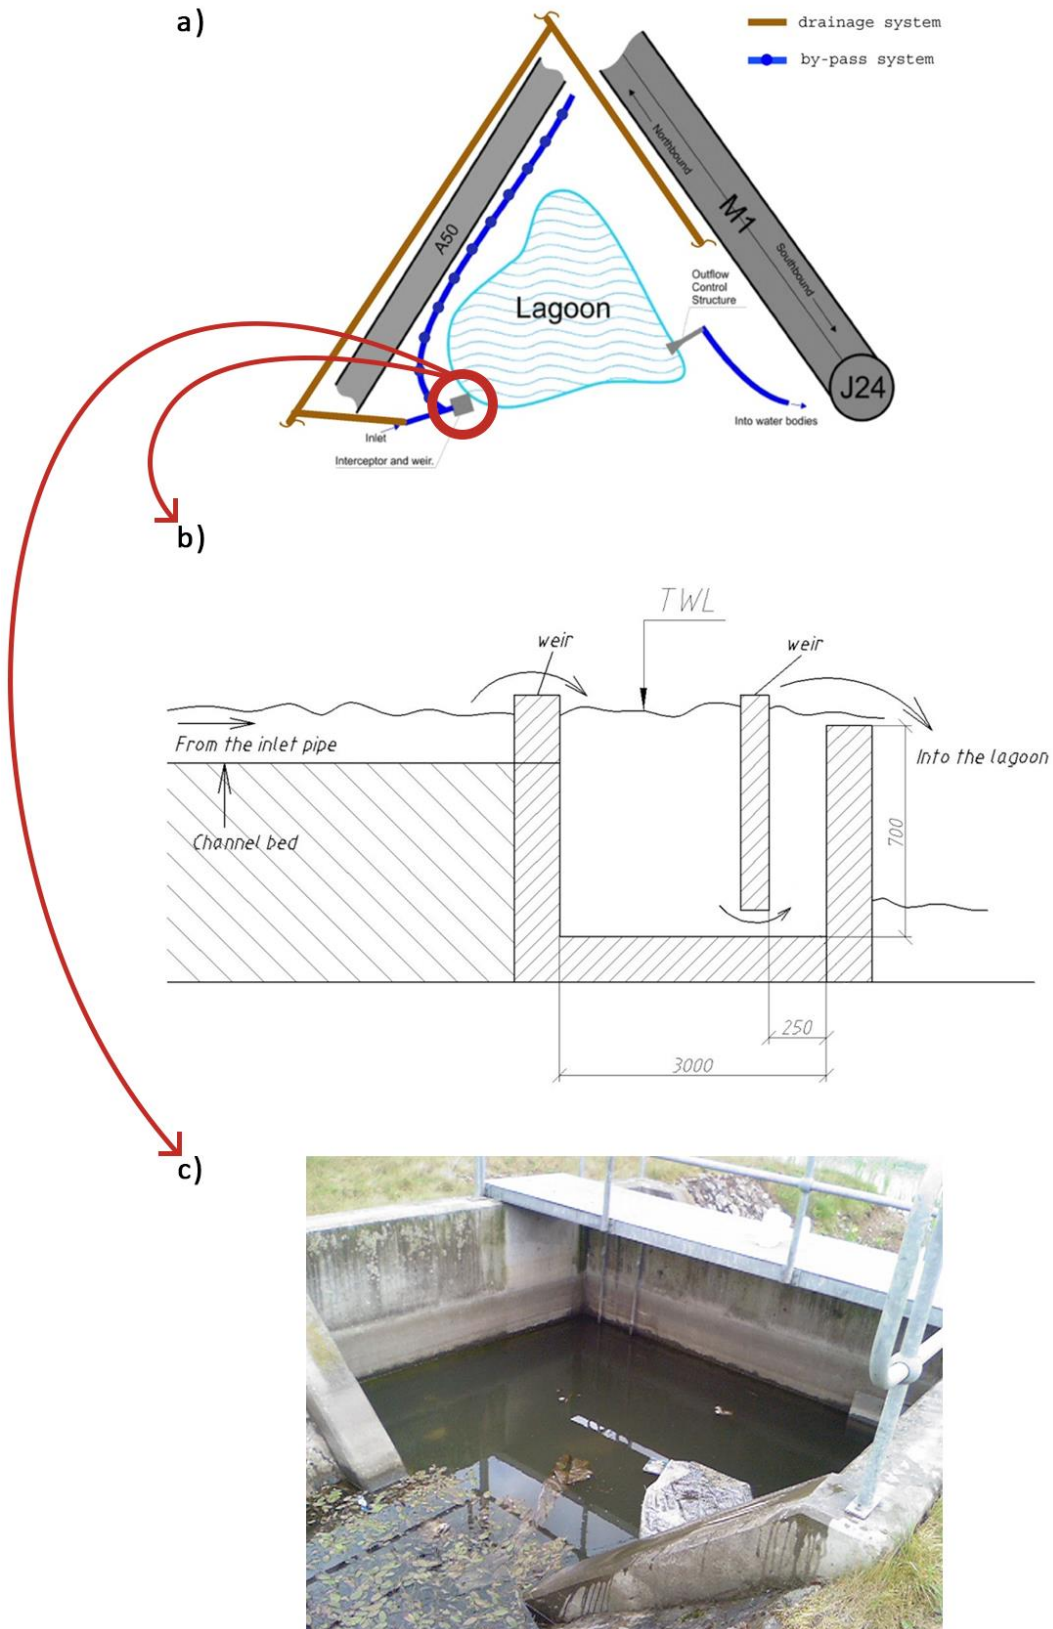 a)
drainage system
by-pass system
Northbound
M1
Southbound
A50
Lagoon
Outflow
Control
Structure
J24
Inlet
Into water bodies
Interceptor and weir.
b)
TWL
weir
weir
From the inlet pipe
Into the lagoon
Channel bed
700
250
3000
c)